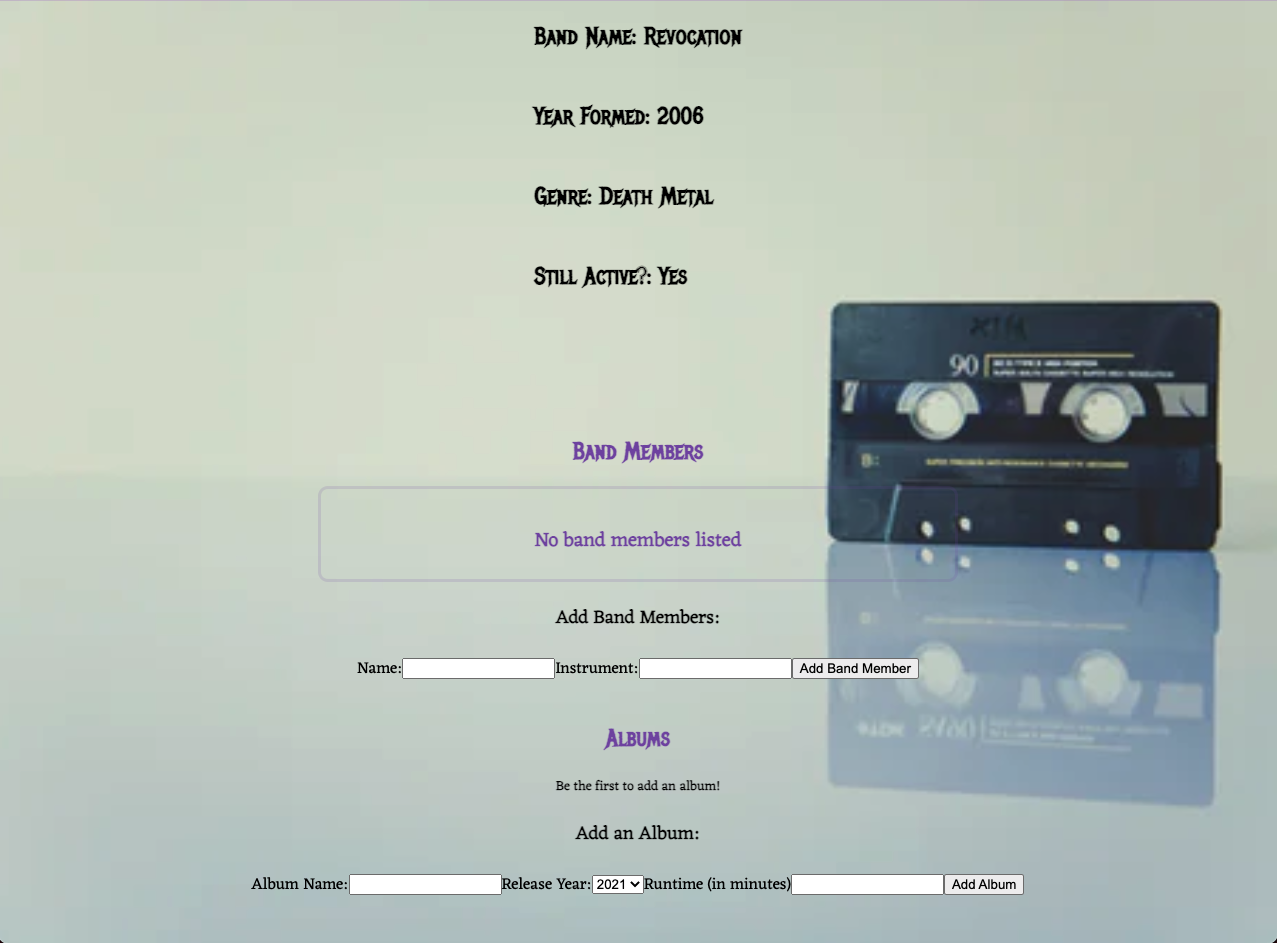 Band Name: Revocation
Year Formed: 2006
Genre: Death Metal
Still Active?: Yes
90
Band Members
No band members listed
Add Band Members:
Name: Instrument: Add Band Member
Albums
Be the first to add an album!
Add an Album:
Album Name: Release Year: 2021 Runtime (in minutes) Add Album